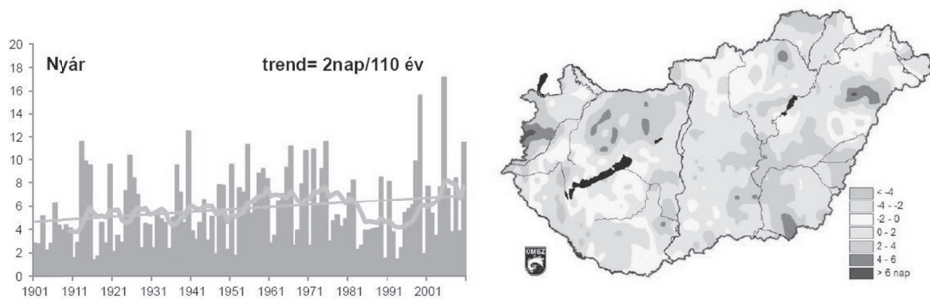 Nyár
trend= 2nap/110 év
20
18
16
14
12
10
8
6
4
2
0
1901 1911 1921 1931 1941 1951 1961 1971 1981 1991 2001
< -4
-4 - -2
-2 - 0
0 - 2
2 - 4
4 - 6
> 6 nap
OMSZ